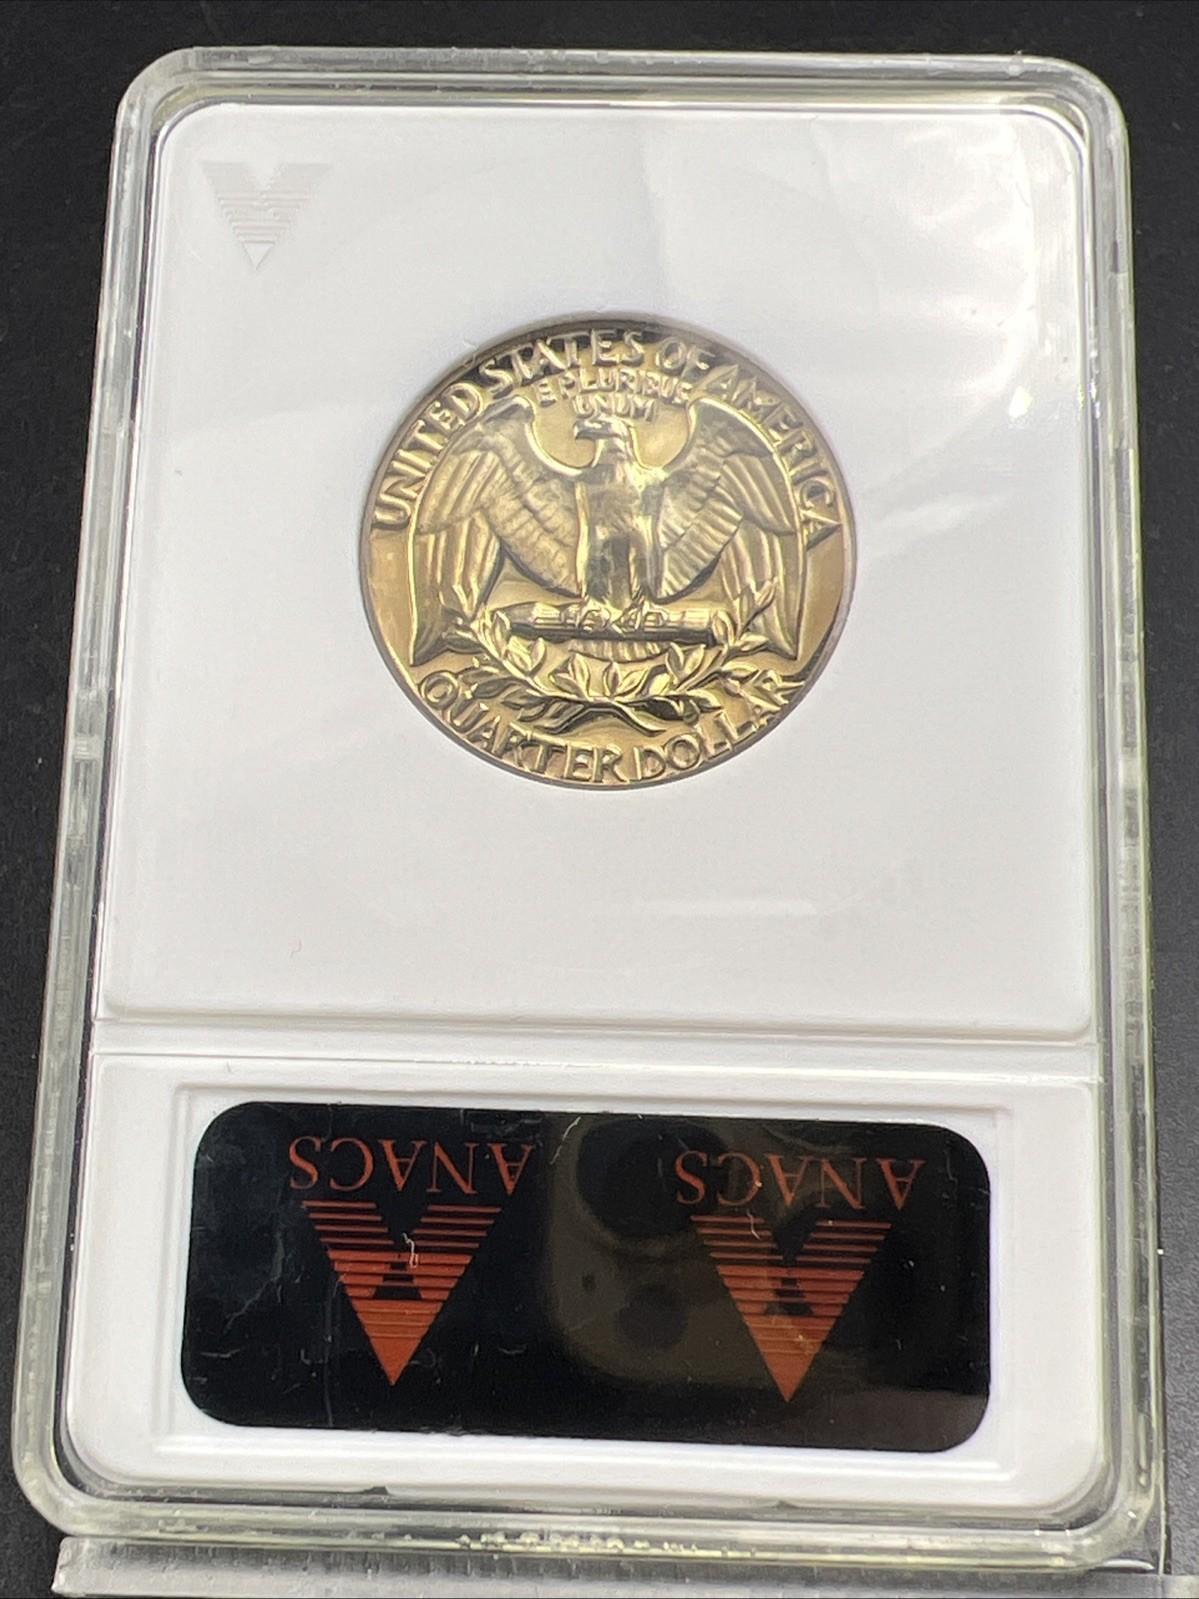 UNITED STATES OF AMERICA
E PLURIBUS
UNUM
QUARTER DOLLAR
ANACS ANACS